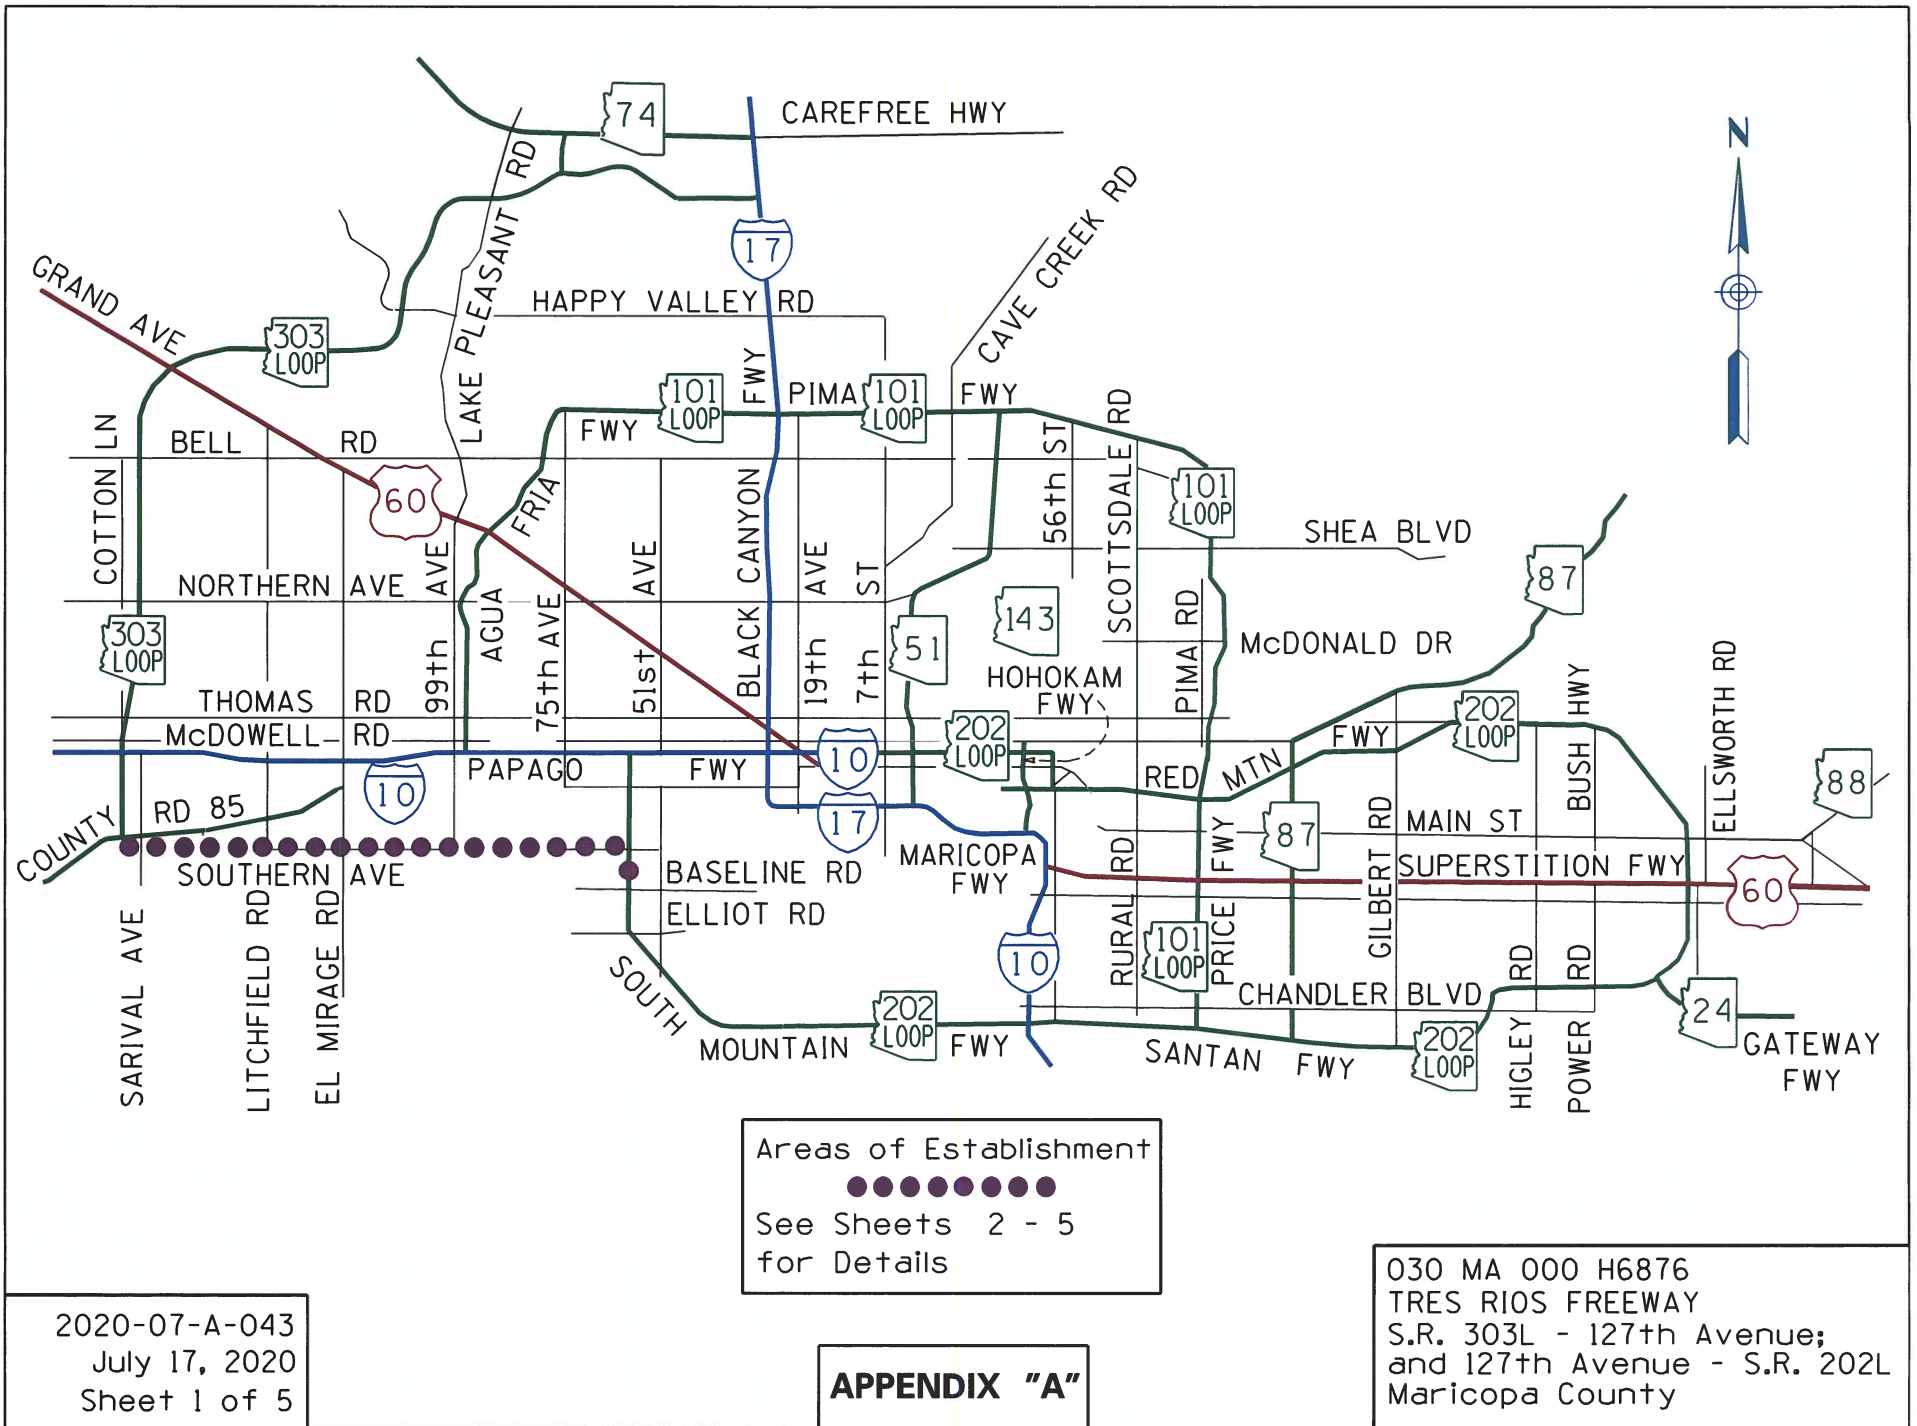 74
CAREFREE HWY
N
LAKE PLEASANT RD
17
CAVE CREEK RD
GRAND AVE
HAPPY VALLEY RD
303
LOOP
101
LOOP
FWY
PIMA
101
LOOP
FWY
FWY
COTTON LN
BELL RD
60
AGUA FRIA
BLACK CANYON
56th ST
SCOTTSDALE RD
101
LOOP
SHEA BLVD
87
NORTHERN AVE
99th AVE
75th AVE
51st AVE
19th AVE
7th ST
303
LOOP
51
143
HOHOKAM
FWY
PIMA RD
McDONALD DR
THOMAS RD
McDOWELL RD
202
LOOP
202
LOOP
FWY
BUSH HWY
ELLSWORTH RD
10
PAPAGO FWY
10
RED MTN
88
COUNTY RD 85
17
87
MAIN ST
SOUTHERN AVE
BASELINE RD
ELLIOT RD
MARICOPA
FWY
SUPERSTITION FWY
60
SARIVAL AVE
LITCHFIELD RD
EL MIRAGE RD
RURAL RD
PRICE FWY
GILBERT RD
10
101
LOOP
CHANDLER BLVD
HIGLEY RD
POWER RD
24
GATEWAY
FWY
SOUTH
MOUNTAIN
202
LOOP
FWY
SANTAN FWY
202
LOOP
Areas of Establishment
See Sheets 2 - 5
for Details
2020-07-A-043
July 17, 2020
Sheet 1 of 5
APPENDIX "A"
030 MA 000 H6876
TRES RIOS FREEWAY
S.R. 303L - 127th Avenue;
and 127th Avenue - S.R. 202L
Maricopa County